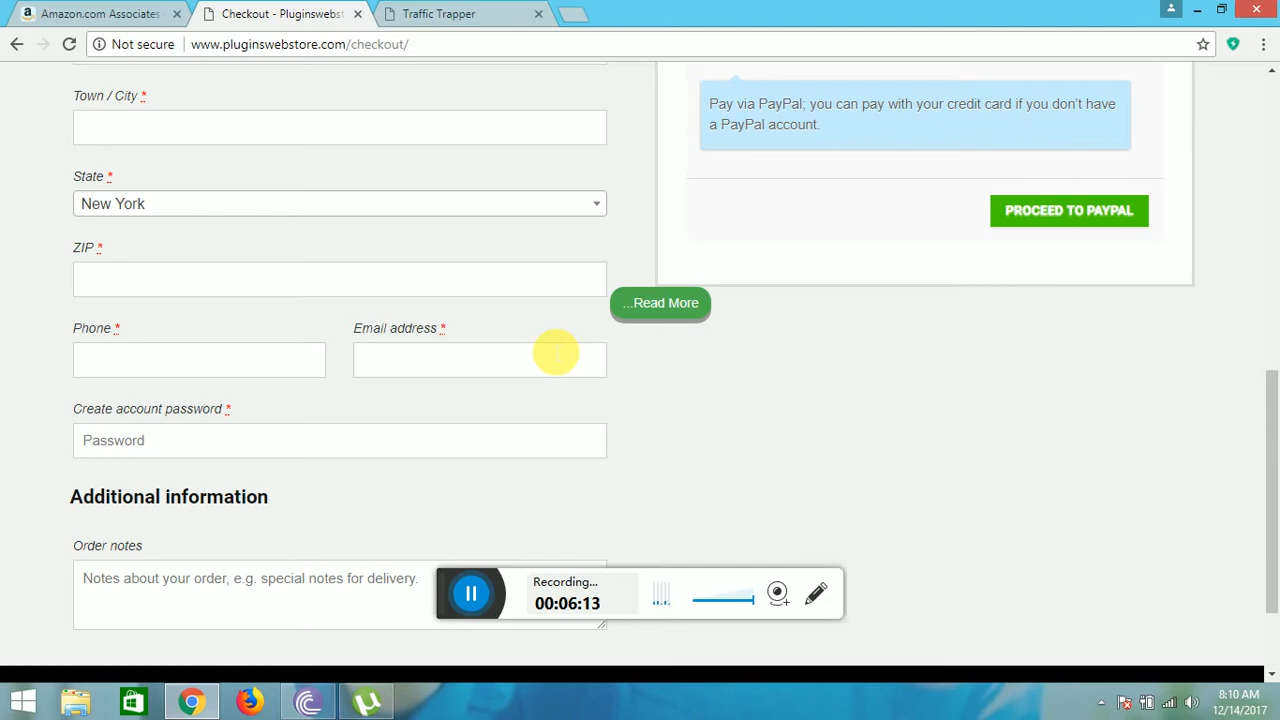 Amazon.com Associates
Checkout - Pluginswebst
Traffic Trapper
Not secure
www.pluginswebstore.com/checkout/
Town / City *
State *
New York
ZIP *
Phone *
Email address *
Create account password *
Password
Additional information
Order notes
Notes about your order, e.g. special notes for delivery.
Pay via PayPal; you can pay with your credit card if you don't have
a PayPal account.
PROCEED TO PAYPAL
...Read More
Recording...
00:06:13
8:10 AM
12/14/2017